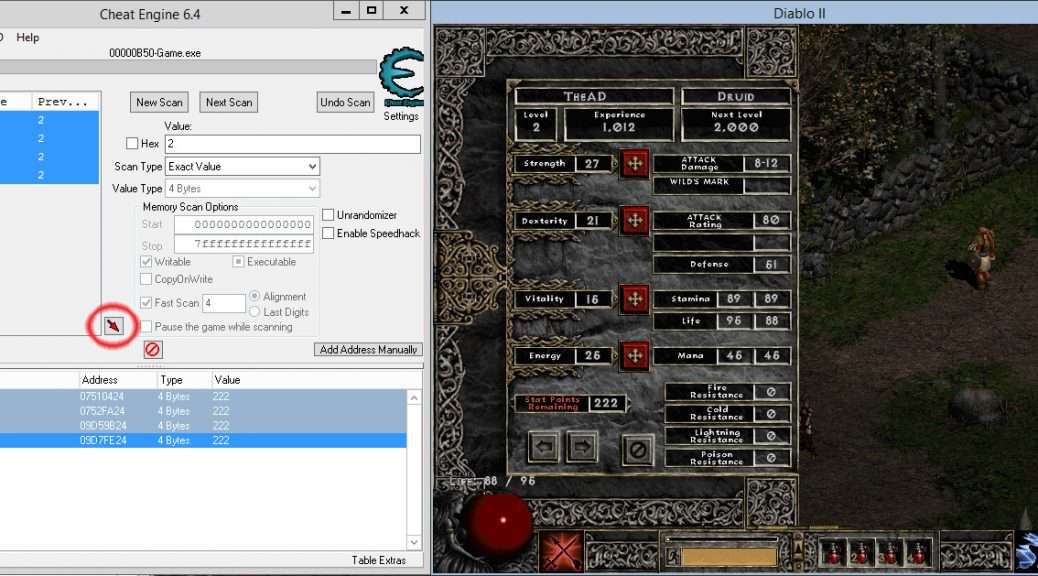 Cheat Engine 6.4
Help
00000B50-Game.exe
Cheat Engine
Settings
Prev...
2
2
2
2
New Scan
Next Scan
Undo Scan
Value:
Hex
2
Scan Type
Exact Value
Value Type
4 Bytes
Memory Scan Options
Start
0000000000000000
Stop
7fffffffffffffff
Writable
Executable
CopyOnWrite
Fast Scan
4
Alignment
Last Digits
Pause the game while scanning
Unrandomizer
Enable Speedhack
Add Address Manually
Address Type Value
07510424 4 Bytes 222
0752FA24 4 Bytes 222
09D59B24 4 Bytes 222
09D7FE24 4 Bytes 222
Table Extras
Diablo II
TheAD
Druid
Level
2
Experience
1,012
Next Level
2,000
Strength 27
Attack
Damage
8-12
Wild's Mark
Dexterity 21
Attack
Rating
80
Defense 61
Vitality 16
Stamina 89 89
Life 96 88
Energy 26
Mana 46 46
Stat Points
Remaining
222
Fire
Resistance
0
Cold
Resistance
0
Lightning
Resistance
0
Poison
Resistance
0
Life: 88 / 96
R
1
2
3
4